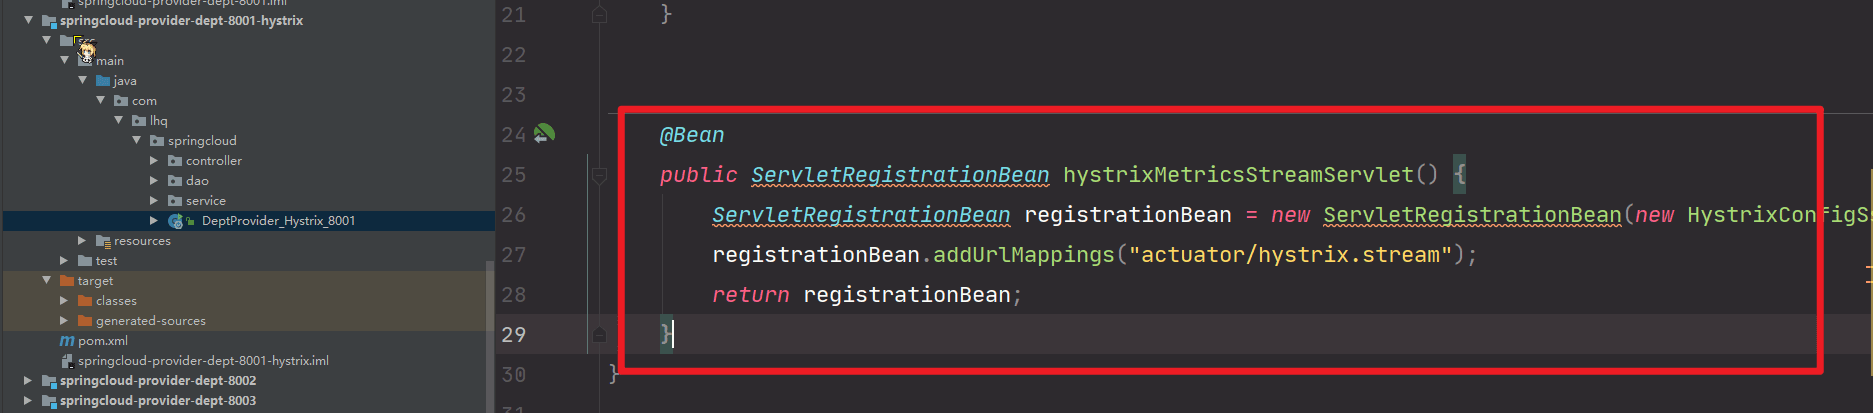 springcloud-provider-dept-8001.iml
springcloud-provider-dept-8001-hystrix
main
java
com
lhq
springcloud
controller
dao
service
DeptProvider_Hystrix_8001
resources
test
target
classes
generated-sources
pom.xml
springcloud-provider-dept-8001-hystrix.iml
springcloud-provider-dept-8002
springcloud-provider-dept-8003
21 }
22
23
24 @Bean
25 public ServletRegistrationBean hystrixMetricsStreamServlet() {
26 ServletRegistrationBean registrationBean = new ServletRegistrationBean(new HystrixConfigS
27 registrationBean.addUrlMappings("actuator/hystrix.stream");
28 return registrationBean;
29 }
30 }
31